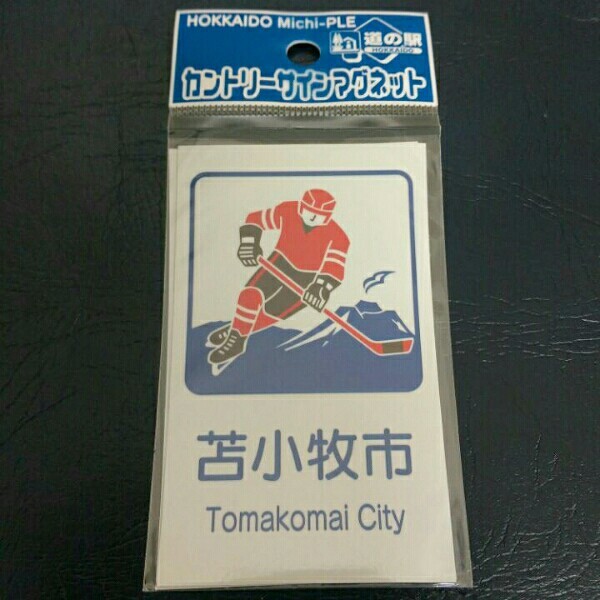 HOKKAIDO Michi-PLE
道の駅
HOKKAIDO
カントリーサインマグネット
苫小牧市
Tomakomai City